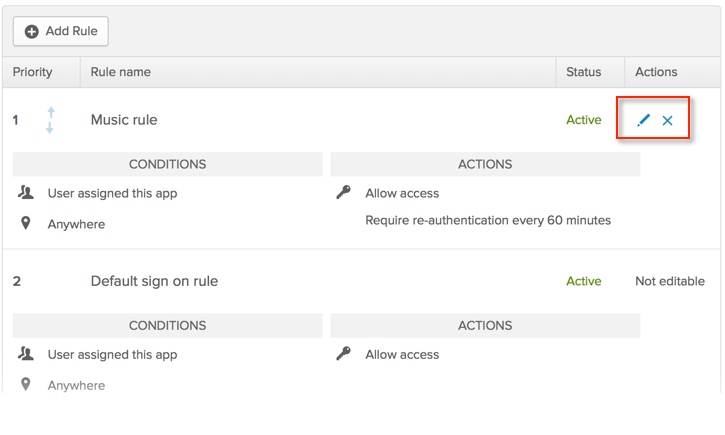 Add Rule
Priority Rule name Status Actions
1 Music rule Active
CONDITIONS ACTIONS
User assigned this app Allow access
Anywhere Require re-authentication every 60 minutes
2 Default sign on rule Active Not editable
CONDITIONS ACTIONS
User assigned this app Allow access
Anywhere